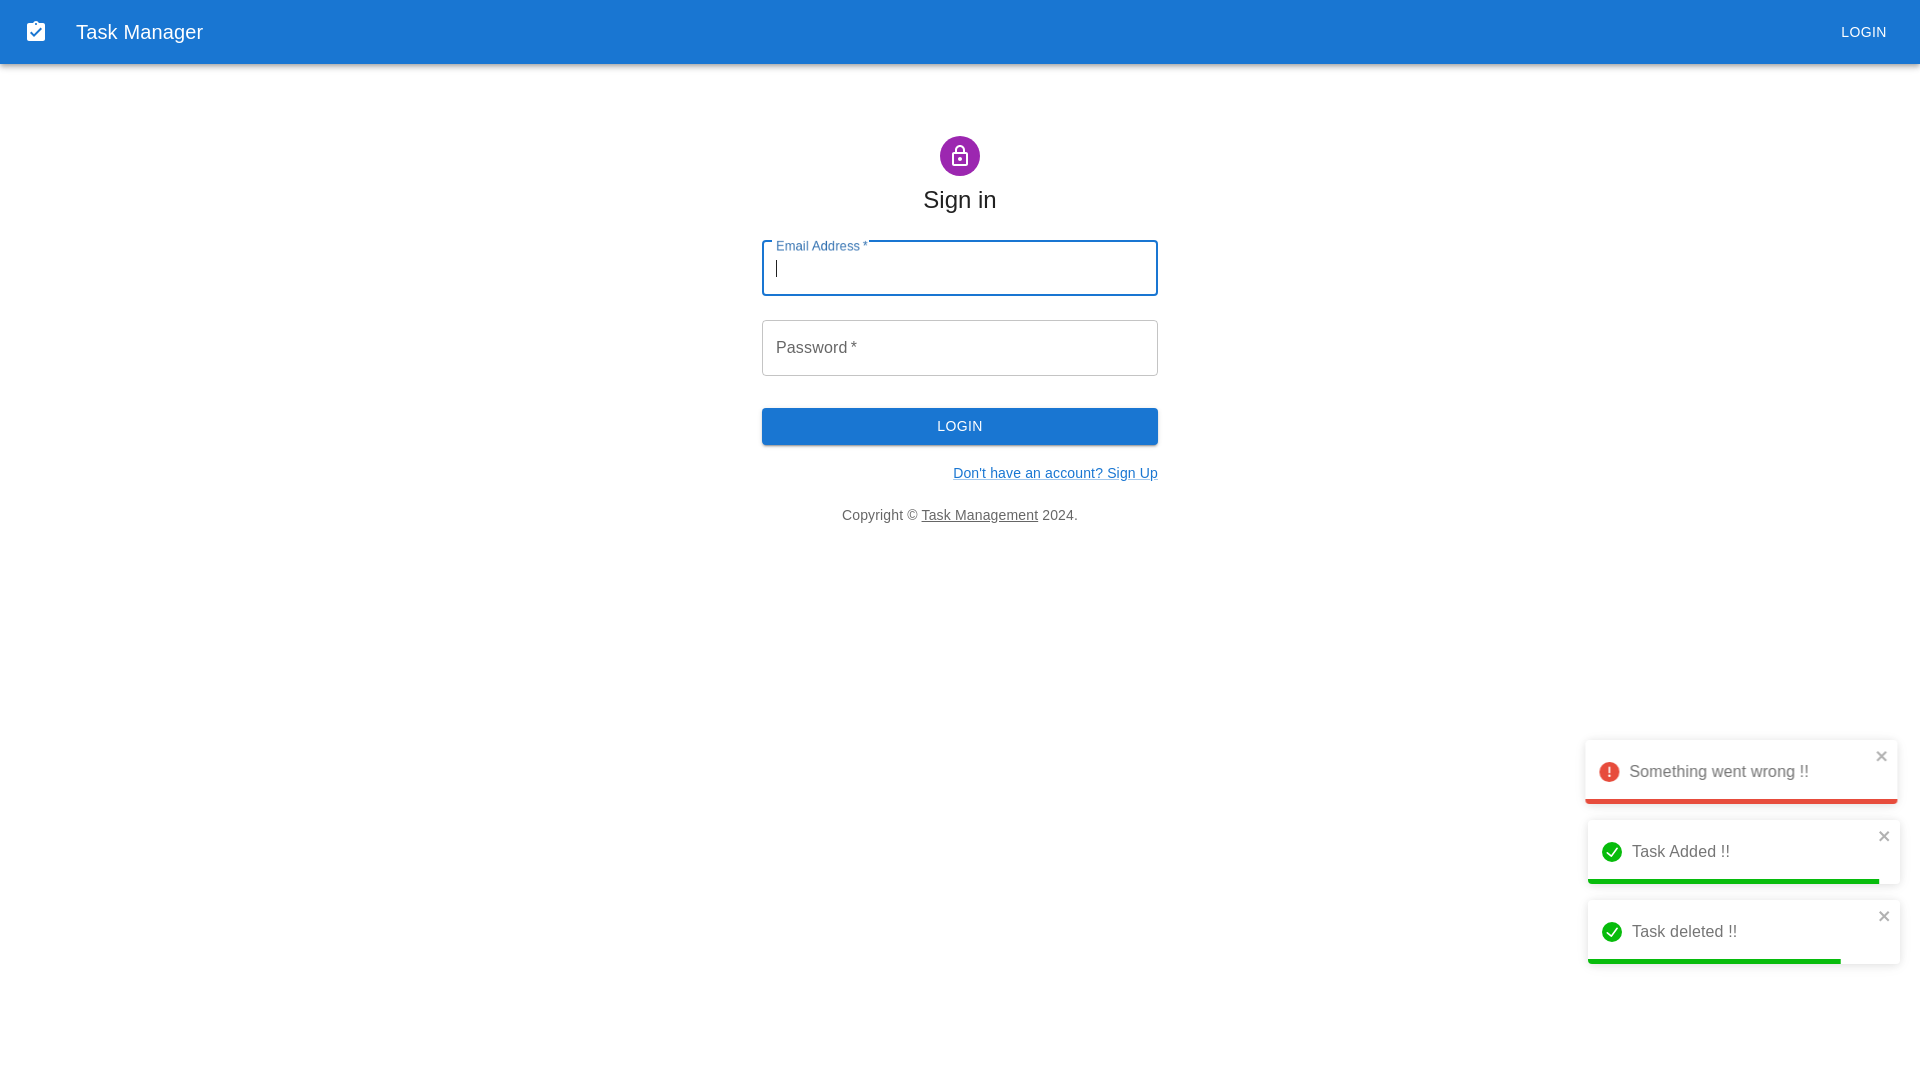 Task Manager
LOGIN
Sign in
Email Address *
Password *
LOGIN
Don't have an account? Sign Up
Copyright © Task Management 2024.
Something went wrong !!
Task Added !!
Task deleted !!